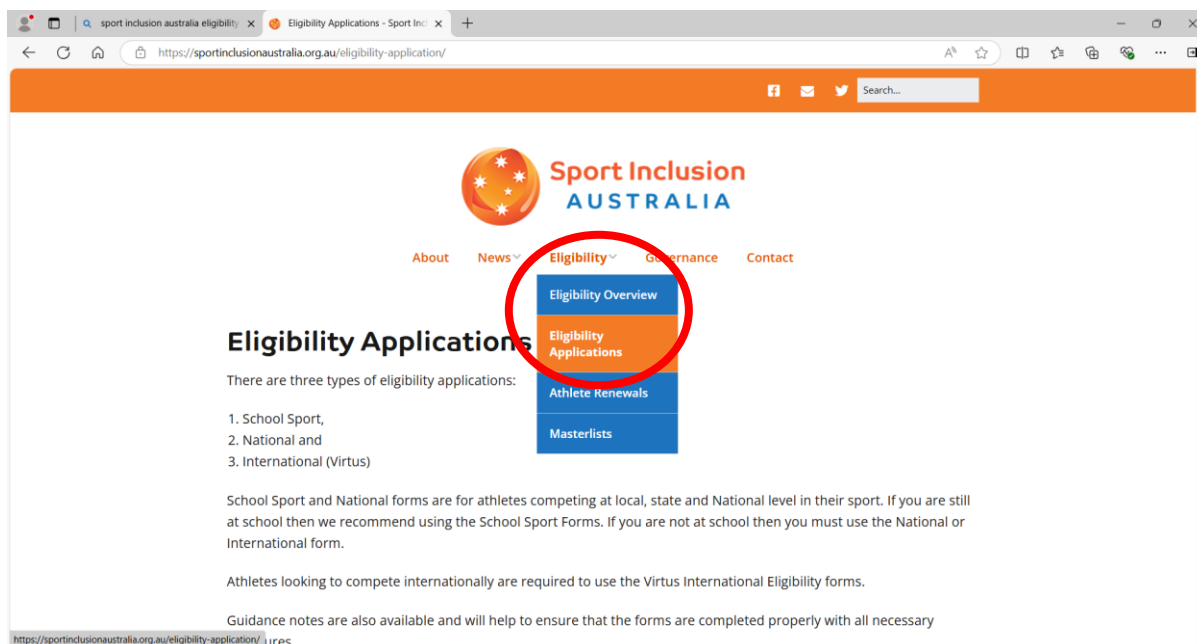 sport inclusion australia eligibility
Eligibility Applications - Sport Incl
https://sportinclusionaustralia.org.au/eligibility-application/
Search...
Sport Inclusion
AUSTRALIA
About News Eligibility Governance Contact
Eligibility Overview
Eligibility
Applications
Athlete Renewals
Masterlists
Eligibility Applications
There are three types of eligibility applications:
1. School Sport,
2. National and
3. International (Virtus)
School Sport and National forms are for athletes competing at local, state and National level in their sport. If you are still
at school then we recommend using the School Sport Forms. If you are not at school then you must use the National or
International form.
Athletes looking to compete internationally are required to use the Virtus International Eligibility forms.
Guidance notes are also available and will help to ensure that the forms are completed properly with all necessary
https://sportinclusionaustralia.org.au/eligibility-application/